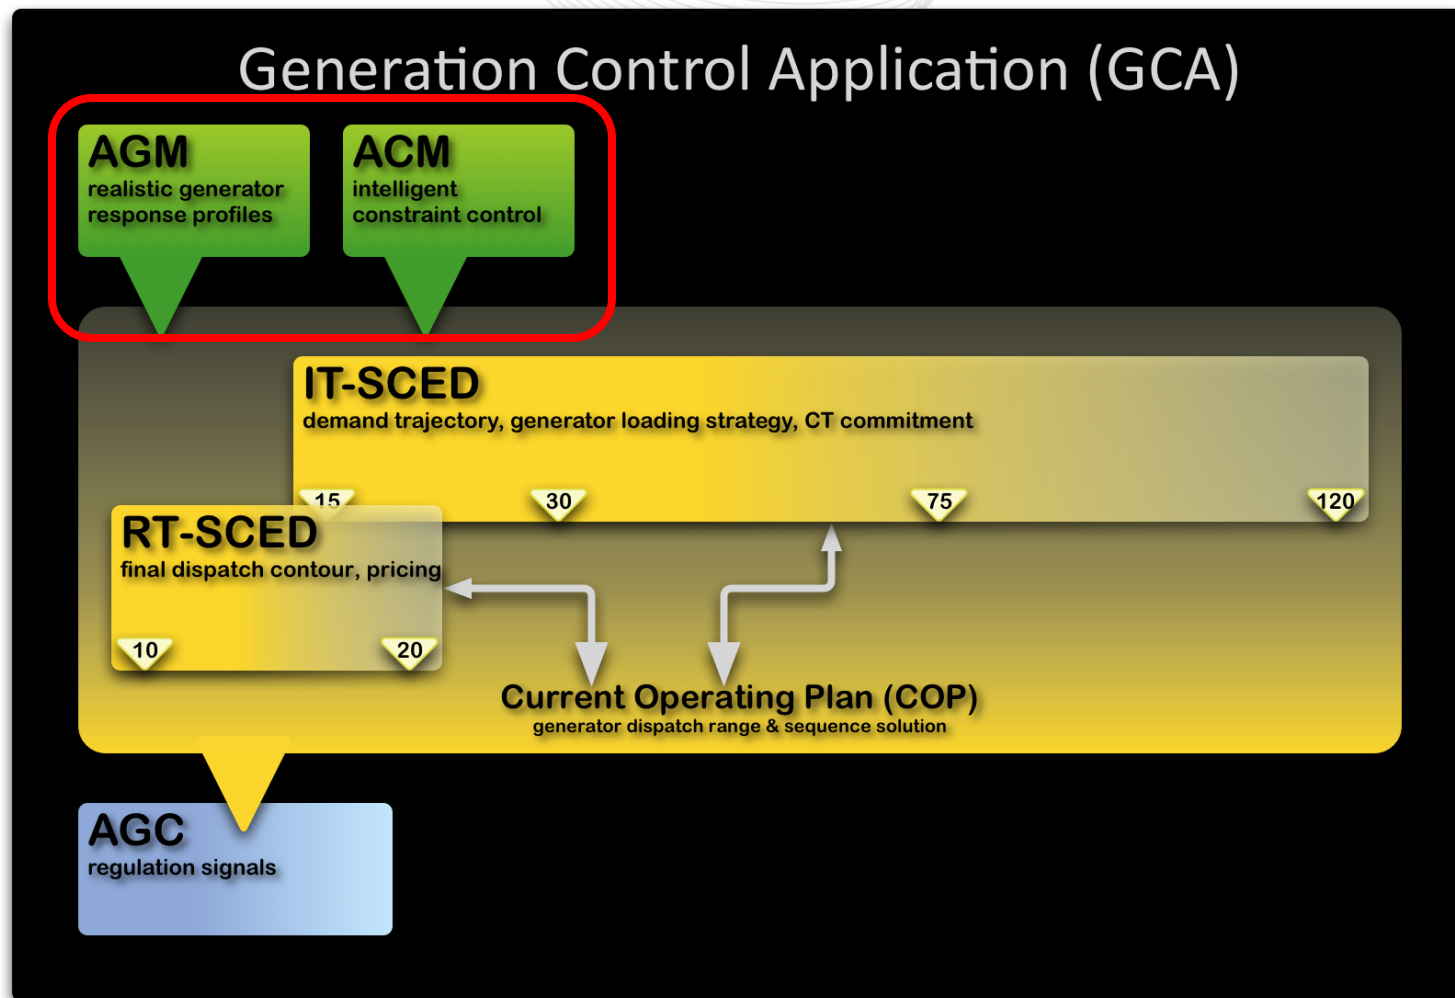 Generation Control Application (GCA)
AGM
realistic generator
response profiles
ACM
intelligent
constraint control
IT-SCED
demand trajectory, generator loading strategy, CT commitment
15
30
75
120
RT-SCED
final dispatch contour, pricing
10
20
Current Operating Plan (COP)
generator dispatch range & sequence solution
AGC
regulation signals